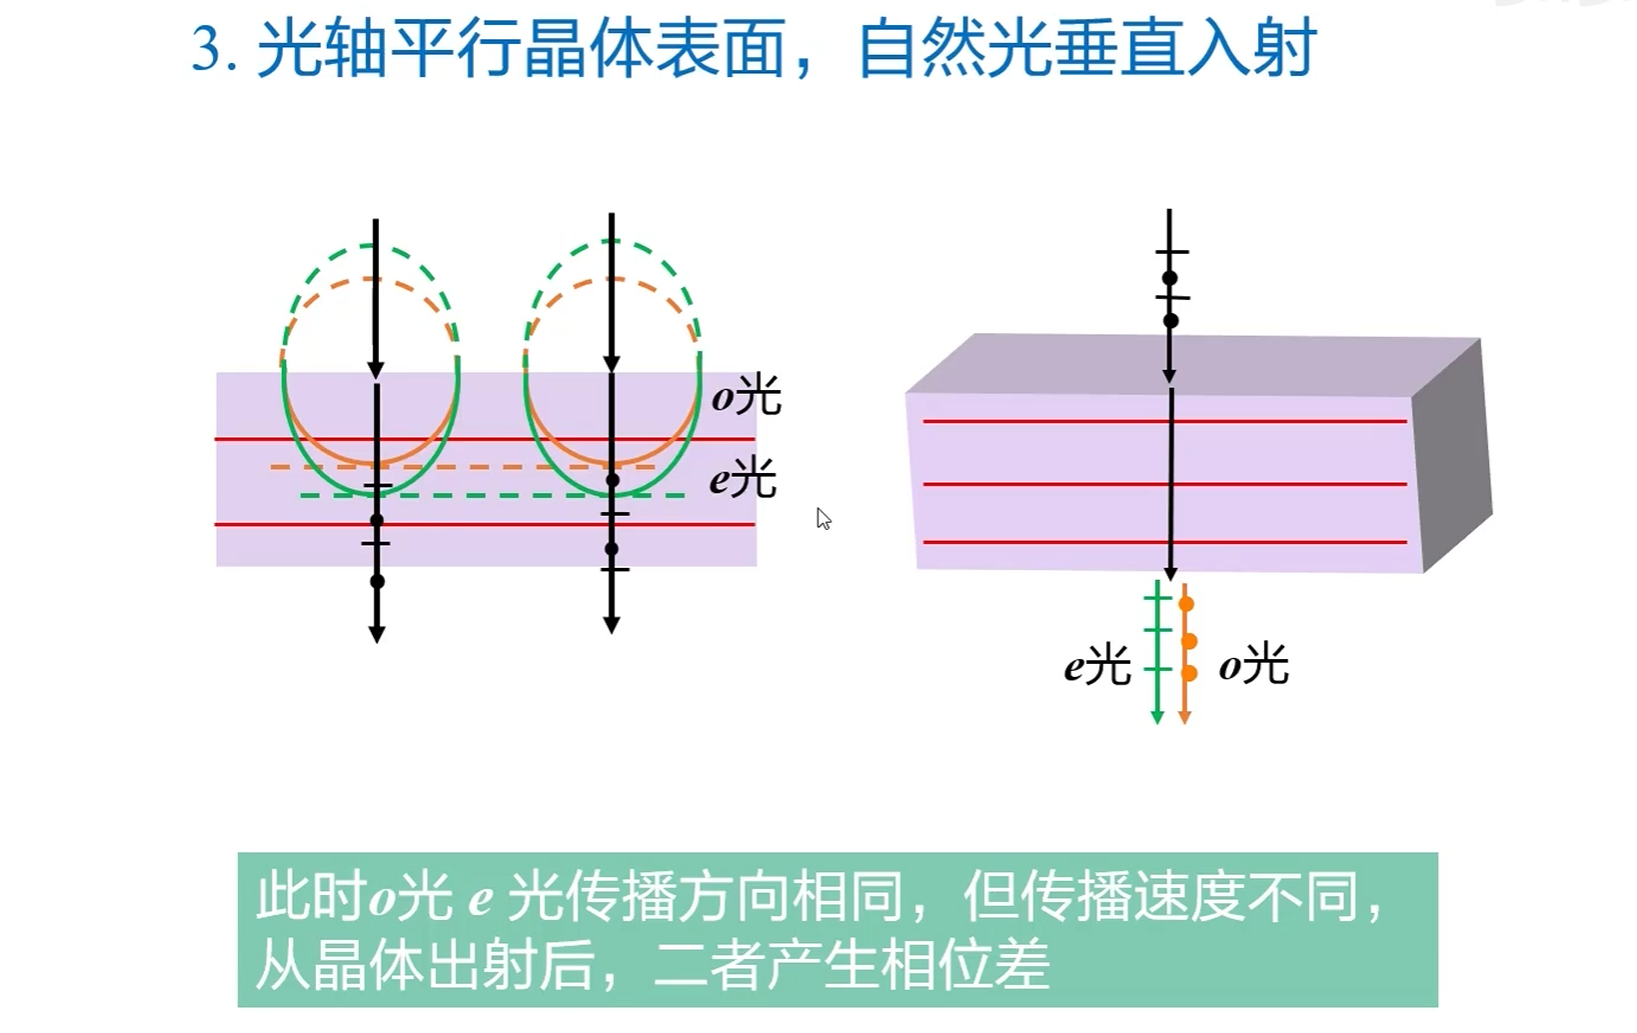 3. 光轴平行晶体表面，自然光垂直入射
o光
e光
e光
o光
此时o光 e 光传播方向相同，但传播速度不同，
从晶体出射后，二者产生相位差